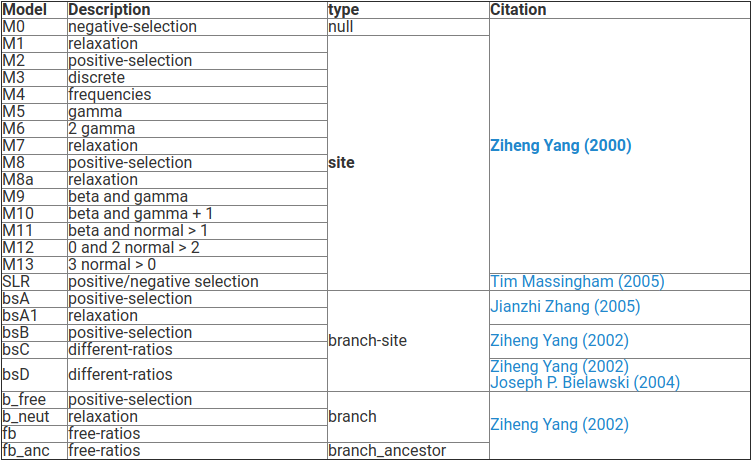 Model Description type Citation
M0 negative-selection null
M1 relaxation
M2 positive-selection
M3 discrete
M4 frequencies
M5 gamma
M6 2 gamma
M7 relaxation Ziheng Yang (2000)
M8 positive-selection site
M8a relaxation
M9 beta and gamma
M10 beta and gamma + 1
M11 beta and normal > 1
M12 0 and 2 normal > 2
M13 3 normal > 0
SLR positive/negative selection Tim Massingham (2005)
bsA positive-selection
Jianzhi Zhang (2005)
bsA1 relaxation
bsB positive-selection
branch-site Ziheng Yang (2002)
bsC different-ratios
Ziheng Yang (2002)
bsD different-ratios
Joseph P. Bielawski (2004)
b_free positive-selection
b_neut relaxation branch
Ziheng Yang (2002)
fb free-ratios
fb_anc free-ratios branch_ancestor